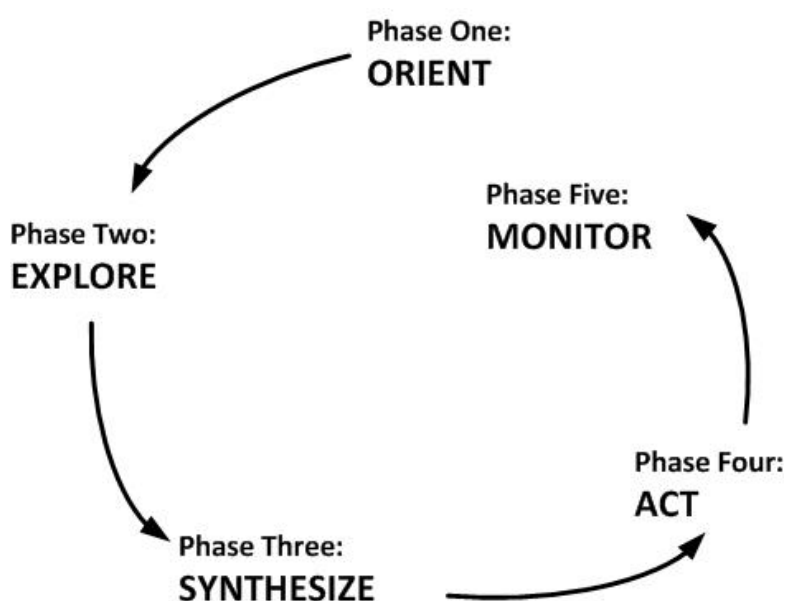 Phase One:
ORIENT
Phase Two:
EXPLORE
Phase Three:
SYNTHESIZE
Phase Four:
ACT
Phase Five:
MONITOR